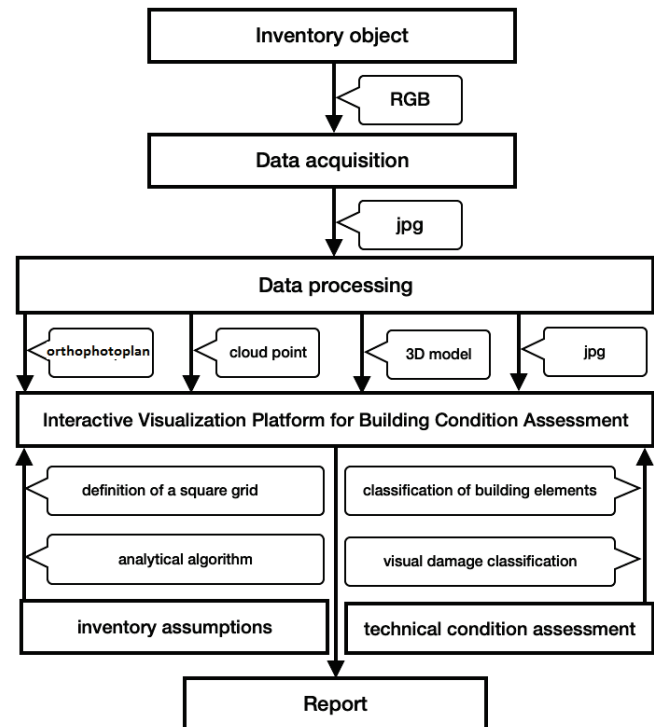 Inventory object
RGB
Data acquisition
jpg
Data processing
orthophotoplan
cloud point
3D model
jpg
Interactive Visualization Platform for Building Condition Assessment
definition of a square grid
classification of building elements
analytical algorithm
visual damage classification
inventory assumptions
technical condition assessment
Report